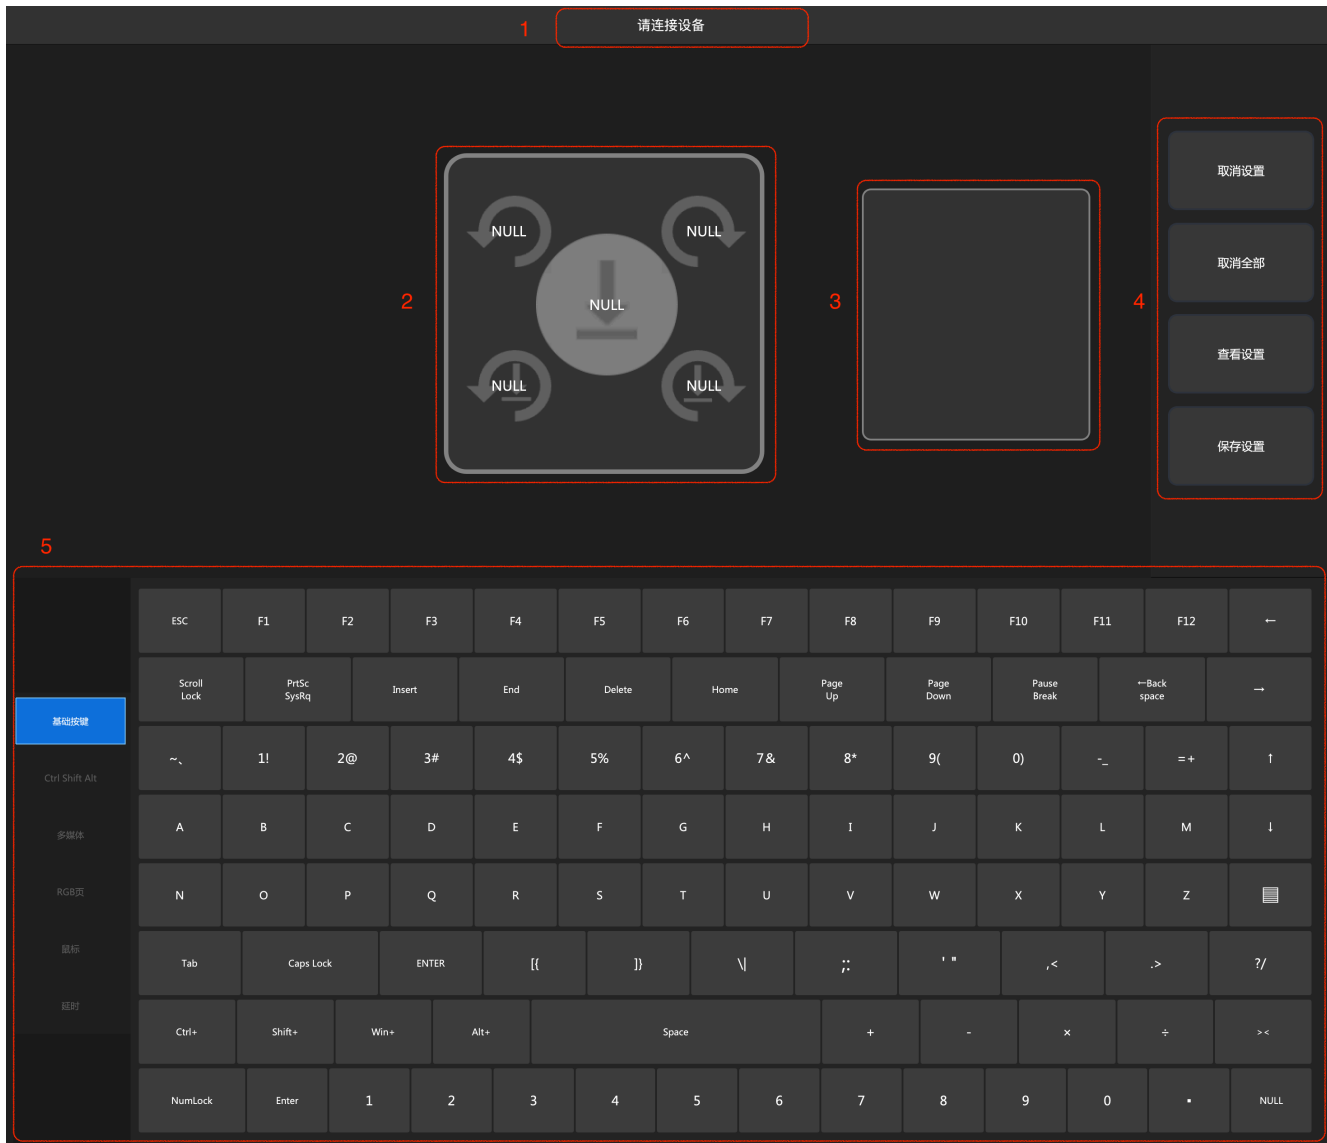 1
请连接设备
2
NULL
NULL
NULL
NULL
NULL
3
4
取消设置
取消全部
查看设置
保存设置
5
基础按键
Ctrl Shift Alt
多媒体
RGB页
鼠标
延时
ESC F1 F2 F3 F4 F5 F6 F7 F8 F9 F10 F11 F12 ←
Scroll Lock PrtSc SysRq Insert End Delete Home Page Up Page Down Pause Break ←Back space →
~、 1! 2@ 3# 4$ 5% 6^ 7& 8* 9( 0) -_ =+ ↑
A B C D E F G H I J K L M ↓
N O P Q R S T U V W X Y Z ▤
Tab Caps Lock ENTER [{ ]} \| ;: ' " ,< .> ?/
Ctrl+ Shift+ Win+ Alt+ Space + - × ÷ ><
NumLock Enter 1 2 3 4 5 6 7 8 9 0 ▪ NULL